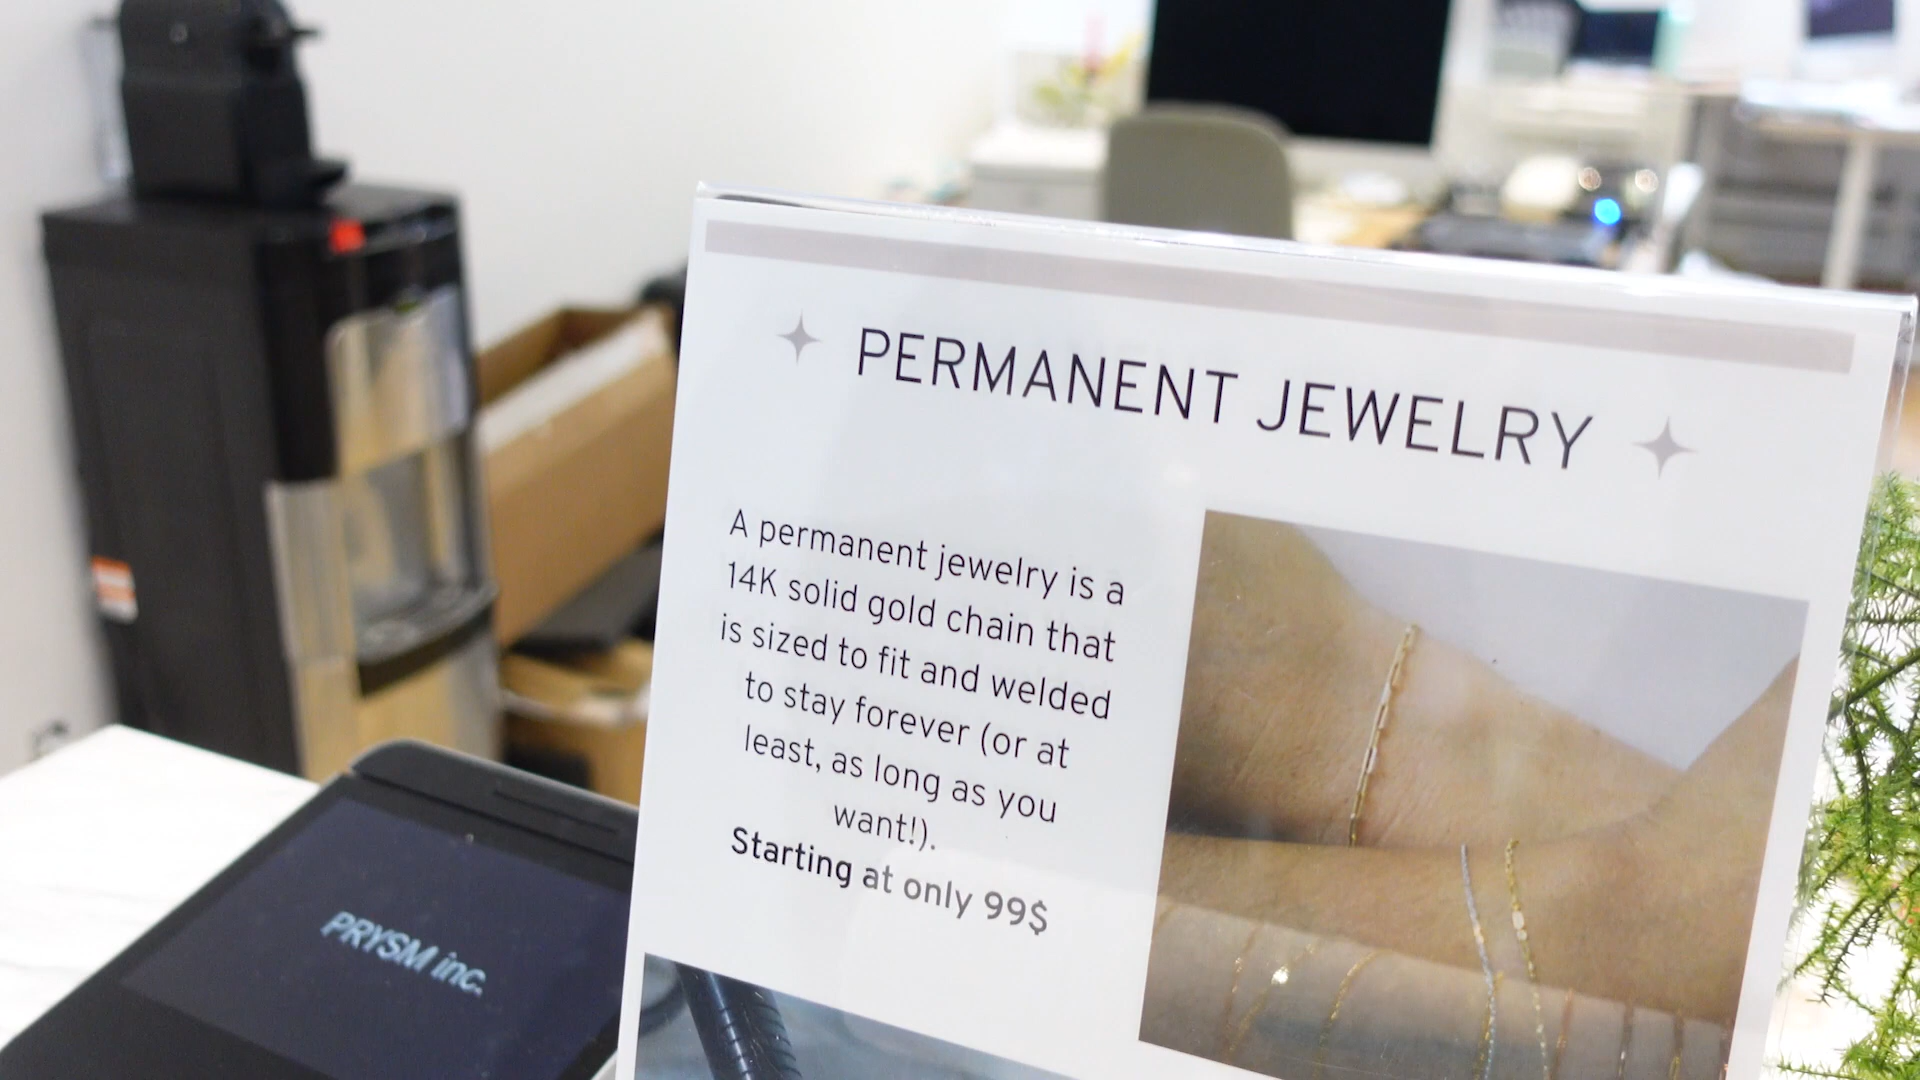 PERMANENT JEWELRY
A permanent jewelry is a
14K solid gold chain that
is sized to fit and welded
to stay forever (or at
least, as long as you
want!).
Starting at only 99$
PRYSM inc.